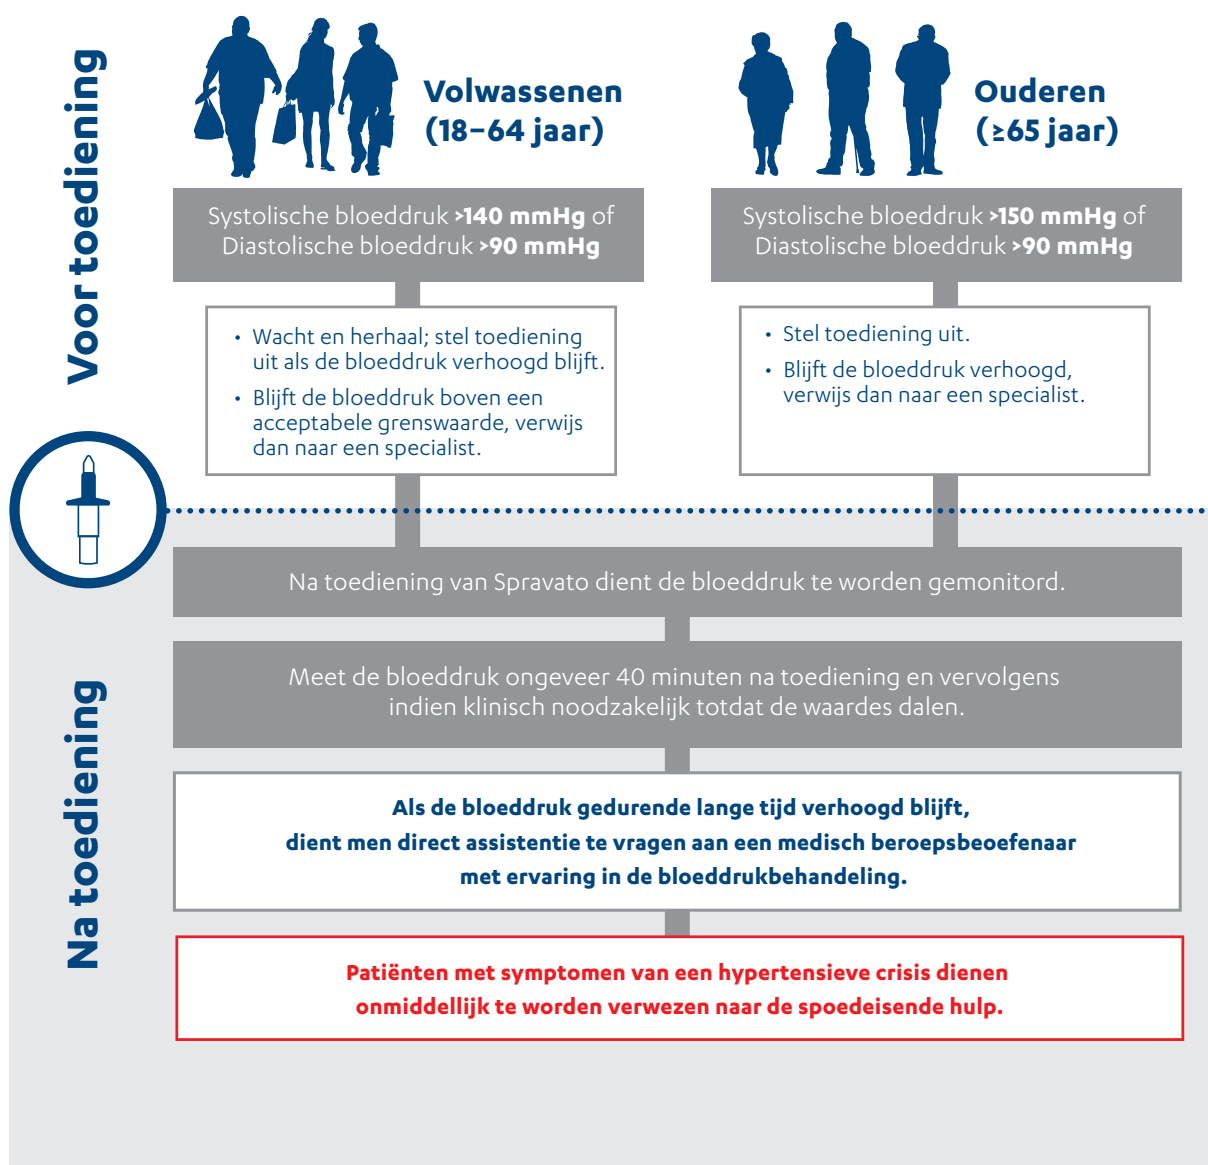 Voor toediening
Volwassenen
(18–64 jaar)
Ouderen
(≥65 jaar)
Systolische bloeddruk >140 mmHg of
Diastolische bloeddruk >90 mmHg
Systolische bloeddruk >150 mmHg of
Diastolische bloeddruk >90 mmHg
• Wacht en herhaal; stel toediening
uit als de bloeddruk verhoogd blijft.
• Blijft de bloeddruk boven een
acceptabele grenswaarde, verwijs
dan naar een specialist.
• Stel toediening uit.
• Blijft de bloeddruk verhoogd,
verwijs dan naar een specialist.
Na toediening
Na toediening van Spravato dient de bloeddruk te worden gemonitord.
Meet de bloeddruk ongeveer 40 minuten na toediening en vervolgens
indien klinisch noodzakelijk totdat de waardes dalen.
Als de bloeddruk gedurende lange tijd verhoogd blijft,
dient men direct assistentie te vragen aan een medisch beroepsbeoefenaar
met ervaring in de bloeddrukbehandeling.
Patiënten met symptomen van een hypertensieve crisis dienen
onmiddellijk te worden verwezen naar de spoedeisende hulp.